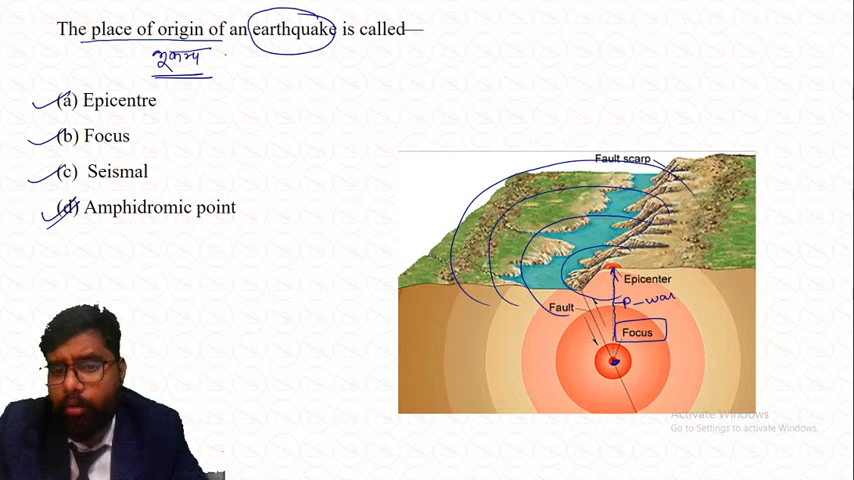 The place of origin of an earthquake is called—
भूकम्प
(a) Epicentre
(b) Focus
(c) Seismal
(d) Amphidromic point
Fault scarp
Epicenter
P-wav
Fault
Focus
Activate Windows
Go to Settings to activate Windows.